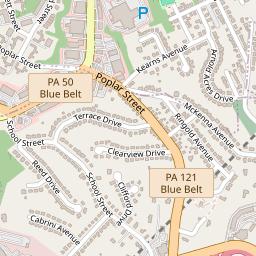 Kearns Avenue
Arnold
Acres Drive
Poplar Street
PA 50
Blue Belt
Poplar Street
McKenna Avenue
Ringold Avenue
Terrace Drive
School Street
Clearview Drive
Reed Drive
PA 121
Blue Belt
School Street
Clifford Drive
Cabrini Avenue